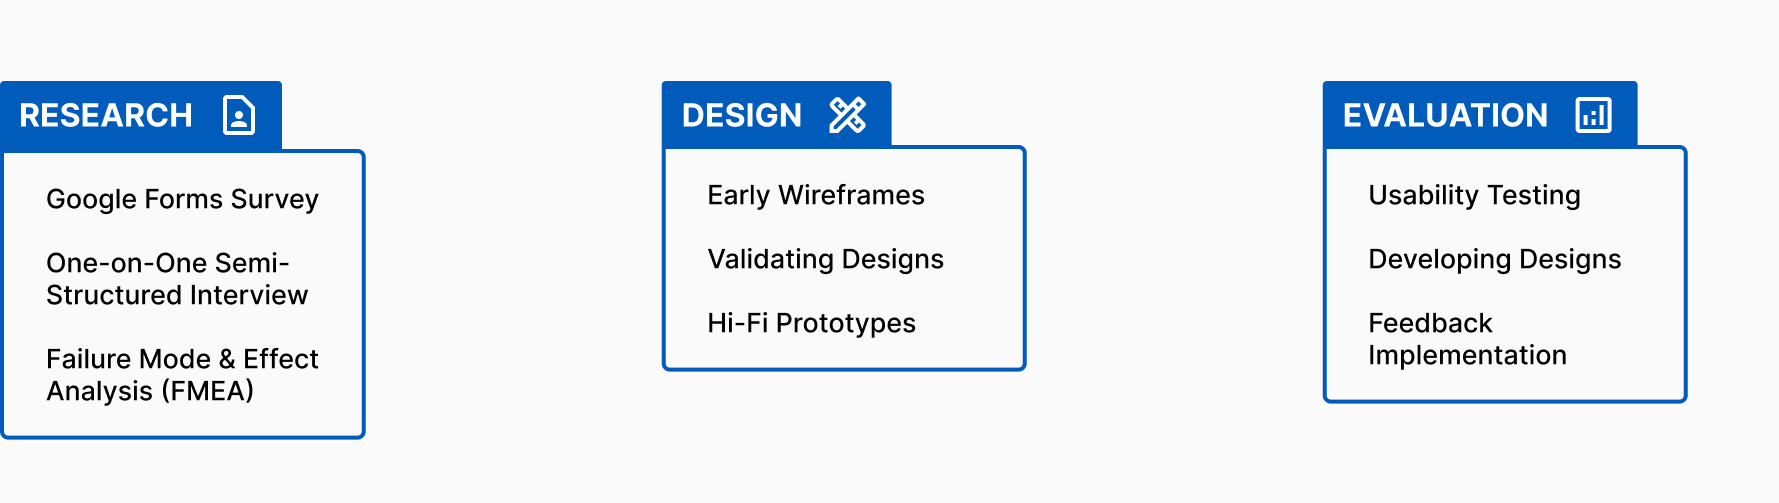 RESEARCH
Google Forms Survey
One-on-One Semi-
Structured Interview
Failure Mode & Effect
Analysis (FMEA)
DESIGN
Early Wireframes
Validating Designs
Hi-Fi Prototypes
EVALUATION
Usability Testing
Developing Designs
Feedback
Implementation